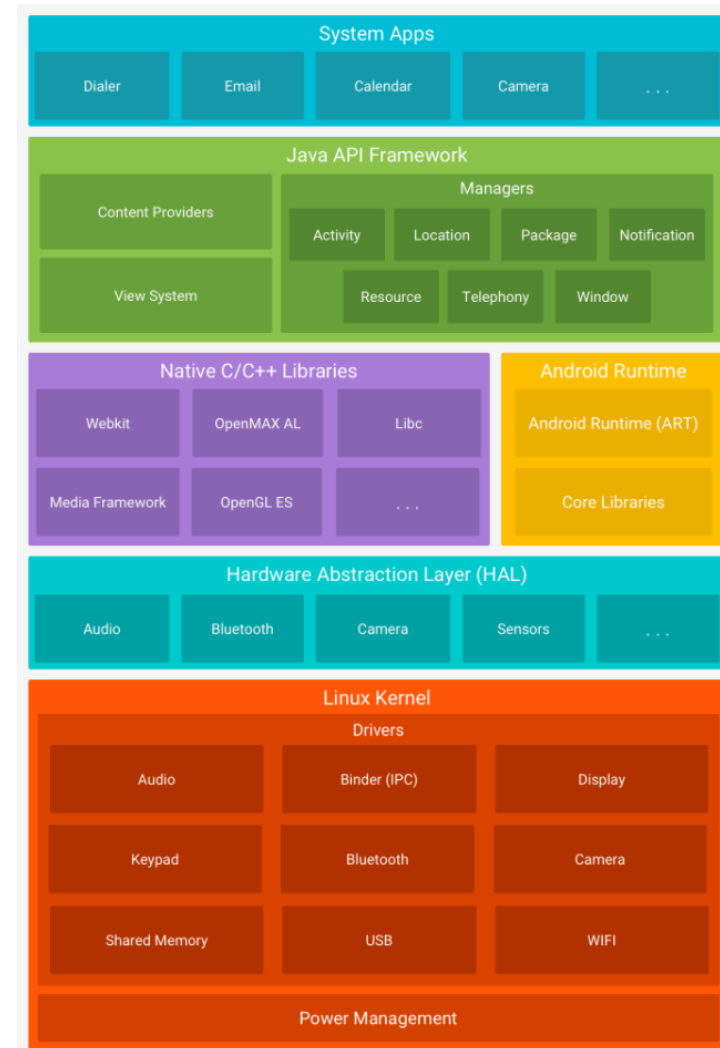 System Apps
Dialer Email Calendar Camera . . .
Java API Framework
Content Providers
View System
Managers
Activity Location Package Notification
Resource Telephony Window
Native C/C++ Libraries
Webkit OpenMAX AL Libc
Media Framework OpenGL ES . . .
Android Runtime
Android Runtime (ART)
Core Libraries
Hardware Abstraction Layer (HAL)
Audio Bluetooth Camera Sensors . . .
Linux Kernel
Drivers
Audio Binder (IPC) Display
Keypad Bluetooth Camera
Shared Memory USB WIFI
Power Management